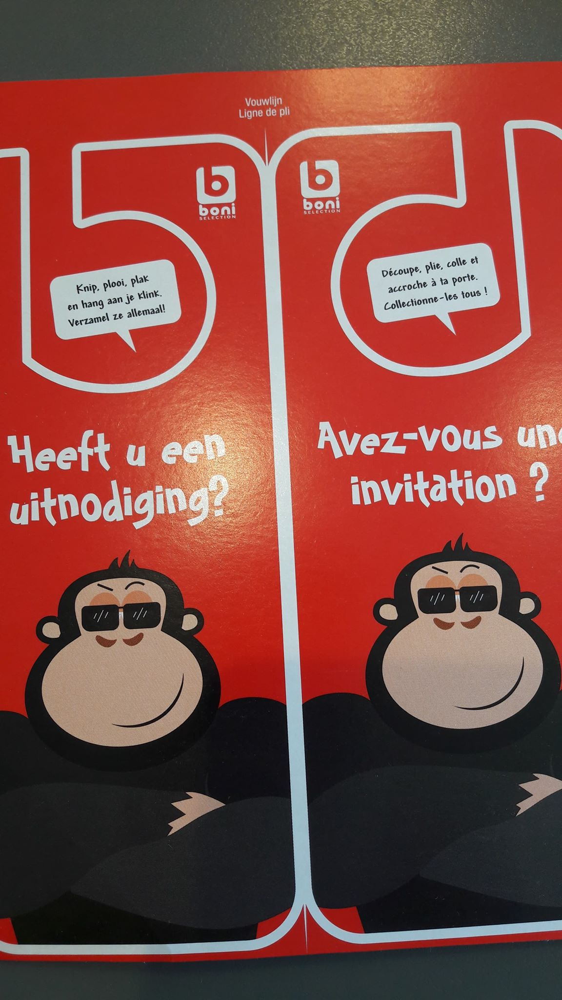 Vouwlijn
Ligne de pli
boni
SELECTION
Knip, plooi, plak
en hang aan je klink.
Verzamel ze allemaal!
Heeft u een
uitnodiging?
boni
SELECTION
Découpe, plie, colle et
accroche à ta porte.
Collectionne-les tous !
Avez-vous une
invitation ?